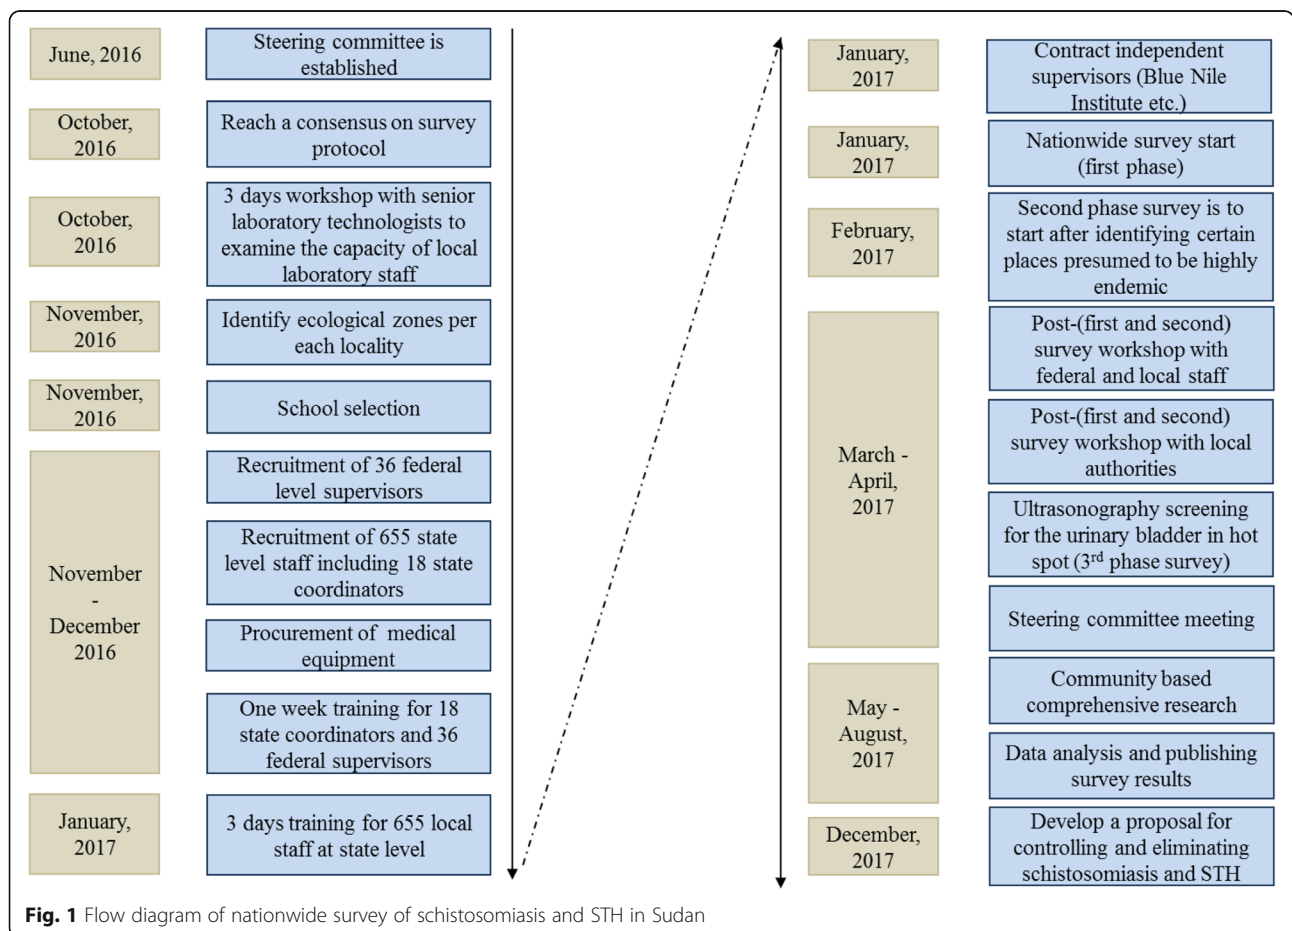 June, 2016
Steering committee is
established
October,
2016
Reach a consensus on survey
protocol
October,
2016
3 days workshop with senior
laboratory technologists to
examine the capacity of local
laboratory staff
November,
2016
Identify ecological zones per
each locality
November,
2016
School selection
November
-
December
2016
Recruitment of 36 federal
level supervisors
Recruitment of 655 state
level staff including 18 state
coordinators
Procurement of medical
equipment
One week training for 18
state coordinators and 36
federal supervisors
January,
2017
3 days training for 655 local
staff at state level
January,
2017
Contract independent
supervisors (Blue Nile
Institute etc.)
January,
2017
Nationwide survey start
(first phase)
February,
2017
Second phase survey is to
start after identifying certain
places presumed to be highly
endemic
March -
April,
2017
Post-(first and second)
survey workshop with
federal and local staff
Post-(first and second)
survey workshop with local
authorities
Ultrasonography screening
for the urinary bladder in hot
spot (3rd phase survey)
Steering committee meeting
May -
August,
2017
Community based
comprehensive research
Data analysis and publishing
survey results
December,
2017
Develop a proposal for
controlling and eliminating
schistosomiasis and STH
Fig. 1 Flow diagram of nationwide survey of schistosomiasis and STH in Sudan